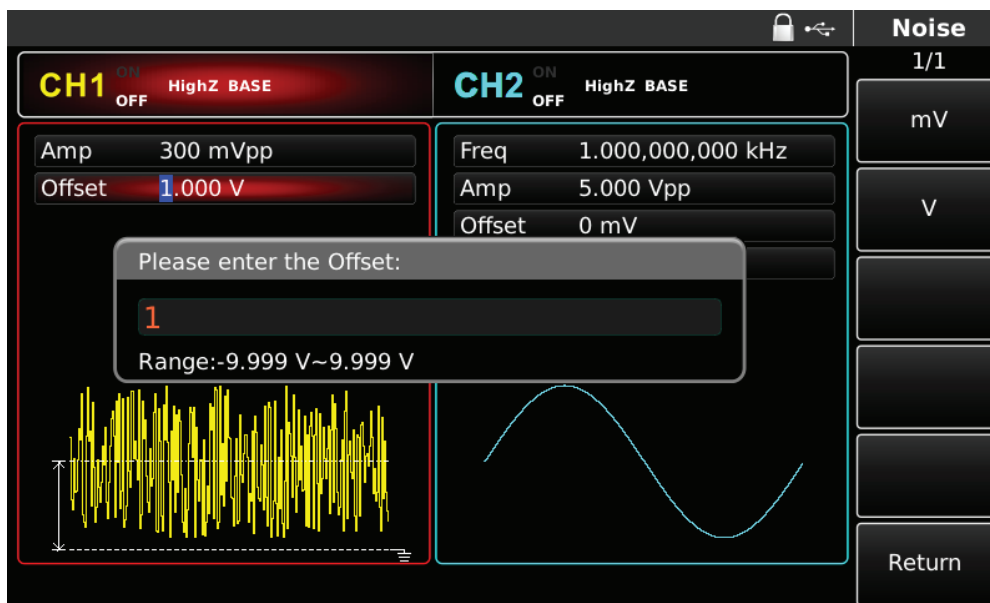 Noise
1/1
CH1 ON OFF HighZ BASE
CH2 ON OFF HighZ BASE
mV
Amp 300 mVpp
Offset 1.000 V
Freq 1.000,000,000 kHz
Amp 5.000 Vpp
Offset 0 mV
V
Please enter the Offset:
1
Range:-9.999 V~9.999 V
Return